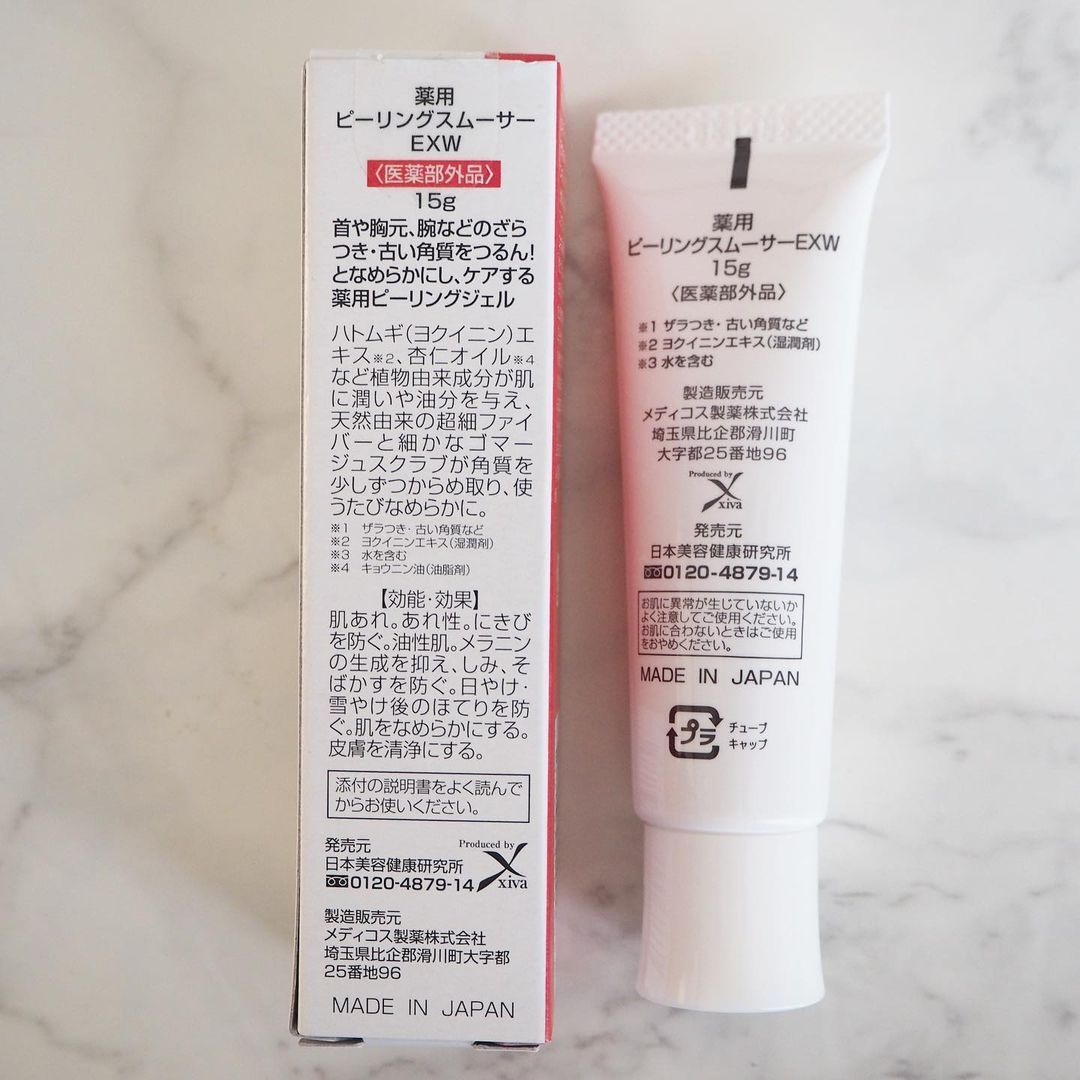 薬用
ピーリングスムーサー
EXW
〈医薬部外品〉
15g
首や胸元、腕などのざら
つき・古い角質をつるん!
となめらかにし、ケアする
薬用ピーリングジェル
ハトムギ(ヨクイニン)エ
キス※2、杏仁オイル※4
など植物由来成分が肌
に潤いや油分を与え、
天然由来の超細ファイ
バーと細かなゴマー
ジュスクラブが角質を
少しずつからめ取り、使
うたびなめらかに。
※1 ザラつき・古い角質など
※2 ヨクイニンエキス(湿潤剤)
※3 水を含む
※4 キョウニン油(油脂剤)
【効能・効果】
肌あれ。あれ性。にきび
を防ぐ。油性肌。メラニン
の生成を抑え、しみ、そ
ばかすを防ぐ。日やけ・
雪やけ後のほてりを防
ぐ。肌をなめらかにする。
皮膚を清浄にする。
添付の説明書をよく読んで
からお使いください。
発売元
日本美容健康研究所
0120-4879-14
Produced by
xiva
製造販売元
メディコス製薬株式会社
埼玉県比企郡滑川町大字都
25番地96
MADE IN JAPAN
薬用
ピーリングスムーサーEXW
15g
〈医薬部外品〉
※1 ザラつき・古い角質など
※2 ヨクイニンエキス(湿潤剤)
※3 水を含む
製造販売元
メディコス製薬株式会社
埼玉県比企郡滑川町
大字都25番地96
Produced by
xiva
発売元
日本美容健康研究所
0120-4879-14
お肌に異常が生じていないか
よく注意してご使用ください。
お肌に合わないときはご使用
をおやめください。
MADE IN JAPAN
プラ
チューブ
キャップ